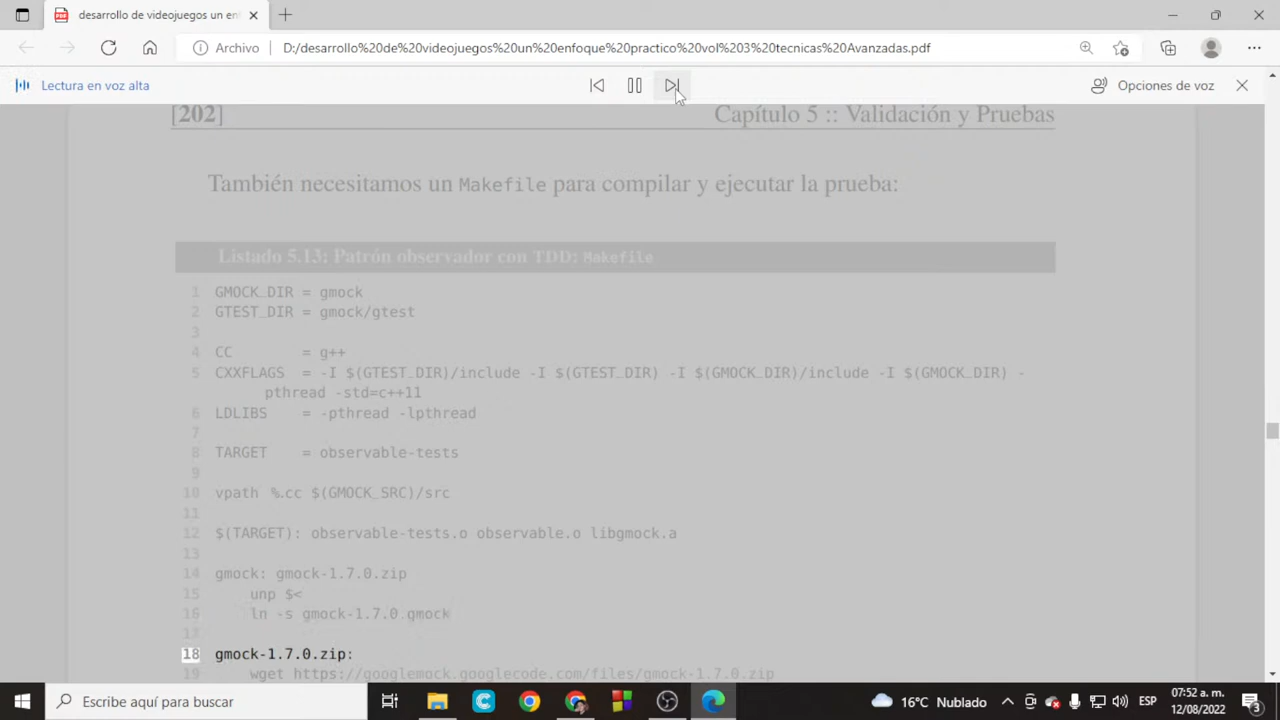 desarrollo de videojuegos un en
Archivo
D:/desarrollo%20de%20videojuegos%20un%20enfoque%20practico%20vol%203%20tecnicas%20Avanzadas.pdf
Lectura en voz alta
Opciones de voz
[202]
Capítulo 5 :: Validación y Pruebas
También necesitamos un Makefile para compilar y ejecutar la prueba:
Listado 5.13: Patrón observador con TDD: Makefile
1 GMOCK_DIR = gmock
2 GTEST_DIR = gmock/gtest
3
4 CC = g++
5 CXXFLAGS = -I $(GTEST_DIR)/include -I $(GTEST_DIR) -I $(GMOCK_DIR)/include -I $(GMOCK_DIR) -
pthread -std=c++11
6 LDLIBS = -pthread -lpthread
7
8 TARGET = observable-tests
9
10 vpath %.cc $(GMOCK_SRC)/src
11
12 $(TARGET): observable-tests.o observable.o libgmock.a
13
14 gmock: gmock-1.7.0.zip
15 unp $<
16 ln -s gmock-1.7.0 gmock
17
18 gmock-1.7.0.zip:
19 wget https://googlemock.googlecode.com/files/gmock-1.7.0.zip
Escribe aquí para buscar
16°C Nublado
ESP
07:52 a. m.
12/08/2022
3